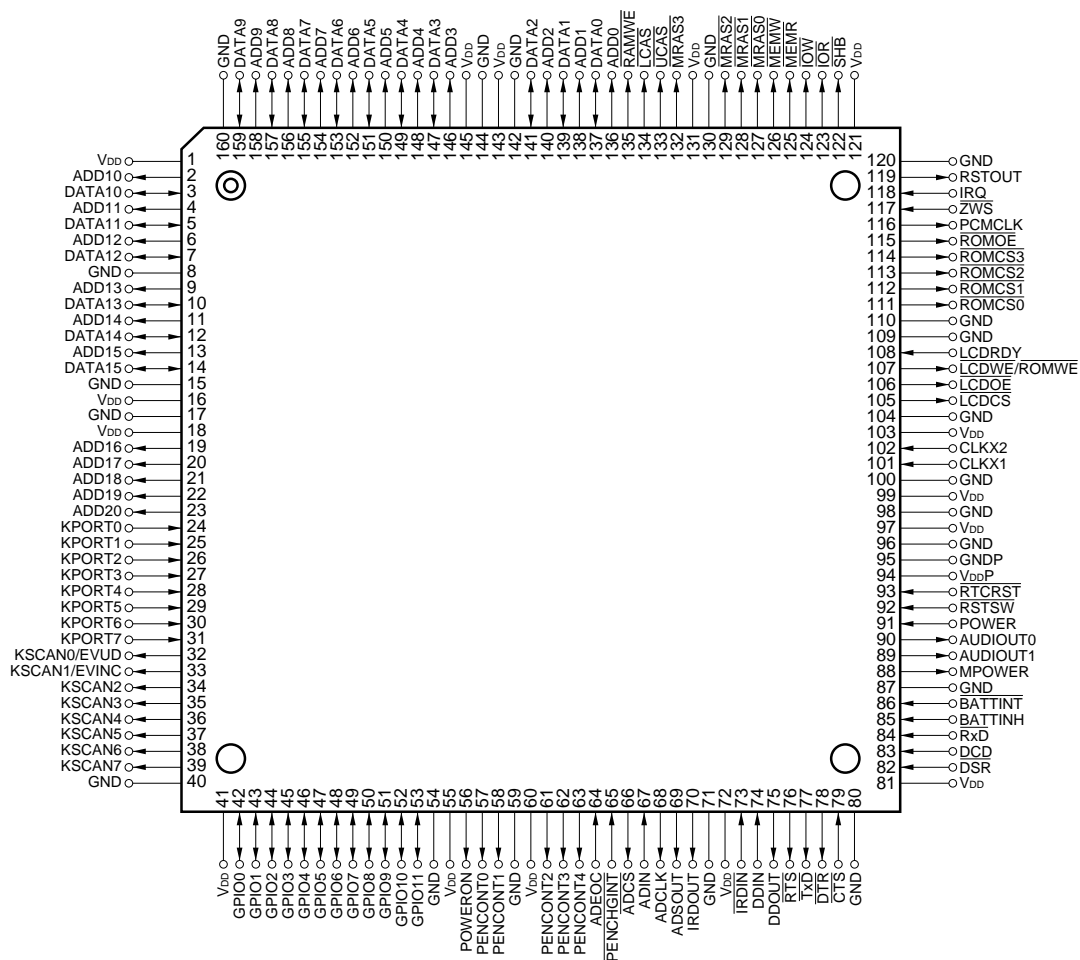 GND
DATA9
ADD9
DATA8
ADD8
DATA7
ADD7
DATA6
ADD6
DATA5
ADD5
DATA4
ADD4
DATA3
ADD3
VDD
GND
VDD
GND
DATA2
ADD2
DATA1
ADD1
DATA0
ADD0
RAMWE
LCAS
UCAS
MRAS3
VDD
GND
MRAS2
MRAS1
MRAS0
MEMW
MEMR
IOW
IOR
SHB
VDD
160
159
158
157
156
155
154
153
152
151
150
149
148
147
146
145
144
143
142
141
140
139
138
137
136
135
134
133
132
131
130
129
128
127
126
125
124
123
122
121
VDD 1
ADD10 2
DATA10 3
ADD11 4
DATA11 5
ADD12 6
DATA12 7
GND 8
ADD13 9
DATA13 10
ADD14 11
DATA14 12
ADD15 13
DATA15 14
GND 15
VDD 16
GND 17
VDD 18
ADD16 19
ADD17 20
ADD18 21
ADD19 22
ADD20 23
KPORT0 24
KPORT1 25
KPORT2 26
KPORT3 27
KPORT4 28
KPORT5 29
KPORT6 30
KPORT7 31
KSCAN0/EVUD 32
KSCAN1/EVINC 33
KSCAN2 34
KSCAN3 35
KSCAN4 36
KSCAN5 37
KSCAN6 38
KSCAN7 39
GND 40
120 GND
119 RSTOUT
118 IRQ
117 ZWS
116 PCMCLK
115 ROMOE
114 ROMCS3
113 ROMCS2
112 ROMCS1
111 ROMCS0
110 GND
109 GND
108 LCDRDY
107 LCDWE/ROMWE
106 LCDOE
105 LCDCS
104 GND
103 VDD
102 CLKX2
101 CLKX1
100 GND
99 VDD
98 GND
97 VDD
96 GND
95 GNDP
94 VDDP
93 RTCRST
92 RSTSW
91 POWER
90 AUDIOUT0
89 AUDIOUT1
88 MPOWER
87 GND
86 BATTINT
85 BATTINH
84 RxD
83 DCD
82 DSR
81 VDD
41
42
43
44
45
46
47
48
49
50
51
52
53
54
55
56
57
58
59
60
61
62
63
64
65
66
67
68
69
70
71
72
73
74
75
76
77
78
79
80
VDD
GPIO0
GPIO1
GPIO2
GPIO3
GPIO4
GPIO5
GPIO6
GPIO7
GPIO8
GPIO9
GPIO10
GPIO11
GND
VDD
POWERON
PENCONT0
PENCONT1
GND
VDD
PENCONT2
PENCONT3
PENCONT4
ADEOC
PENCHGINT
ADCS
ADIN
ADCLK
ADSOUT
IRDOUT
GND
VDD
IRDIN
DDIN
DDOUT
RTS
TxD
DTR
CTS
GND